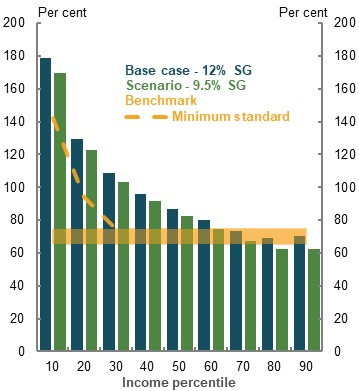 Per cent Per cent
200 200
180 180
160 160
140 140
120 120
100 100
80 80
60 60
40 40
20 20
0 0
Base case - 12% SG
Scenario - 9.5% SG
Benchmark
Minimum standard
10 20 30 40 50 60 70 80 90
Income percentile